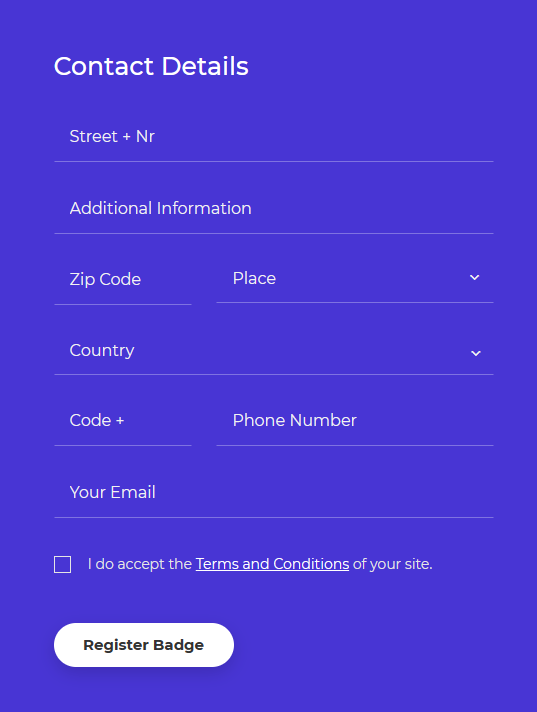 Contact Details
Street + Nr
Additional Information
Zip Code
Place
Country
Code +
Phone Number
Your Email
I do accept the Terms and Conditions of your site.
Register Badge